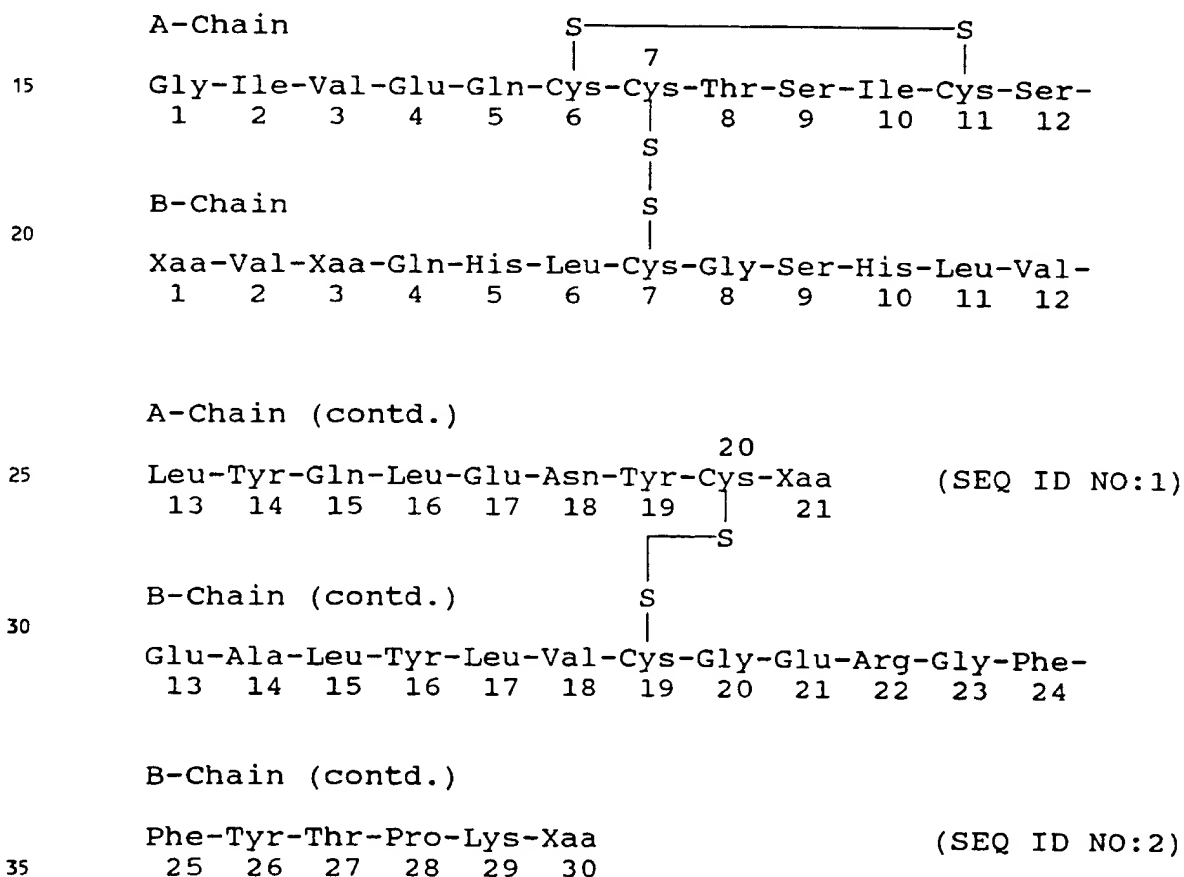 A-Chain
S S
7
15 Gly-Ile-Val-Glu-Gln-Cys-Cys-Thr-Ser-Ile-Cys-Ser-
1 2 3 4 5 6 8 9 10 11 12
S
B-Chain S
20
Xaa-Val-Xaa-Gln-His-Leu-Cys-Gly-Ser-His-Leu-Val-
1 2 3 4 5 6 7 8 9 10 11 12
A-Chain (contd.)
20
25 Leu-Tyr-Gln-Leu-Glu-Asn-Tyr-Cys-Xaa (SEQ ID NO:1)
13 14 15 16 17 18 19 21
S
B-Chain (contd.) S
30
Glu-Ala-Leu-Tyr-Leu-Val-Cys-Gly-Glu-Arg-Gly-Phe-
13 14 15 16 17 18 19 20 21 22 23 24
B-Chain (contd.)
Phe-Tyr-Thr-Pro-Lys-Xaa (SEQ ID NO:2)
35 25 26 27 28 29 30